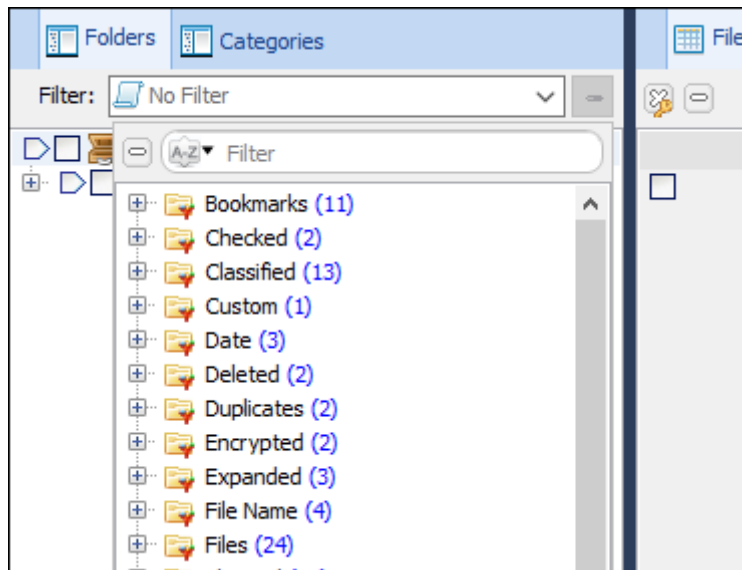 Folders Categories File
Filter: No Filter
A-Z Filter
Bookmarks (11)
Checked (2)
Classified (13)
Custom (1)
Date (3)
Deleted (2)
Duplicates (2)
Encrypted (2)
Expanded (3)
File Name (4)
Files (24)